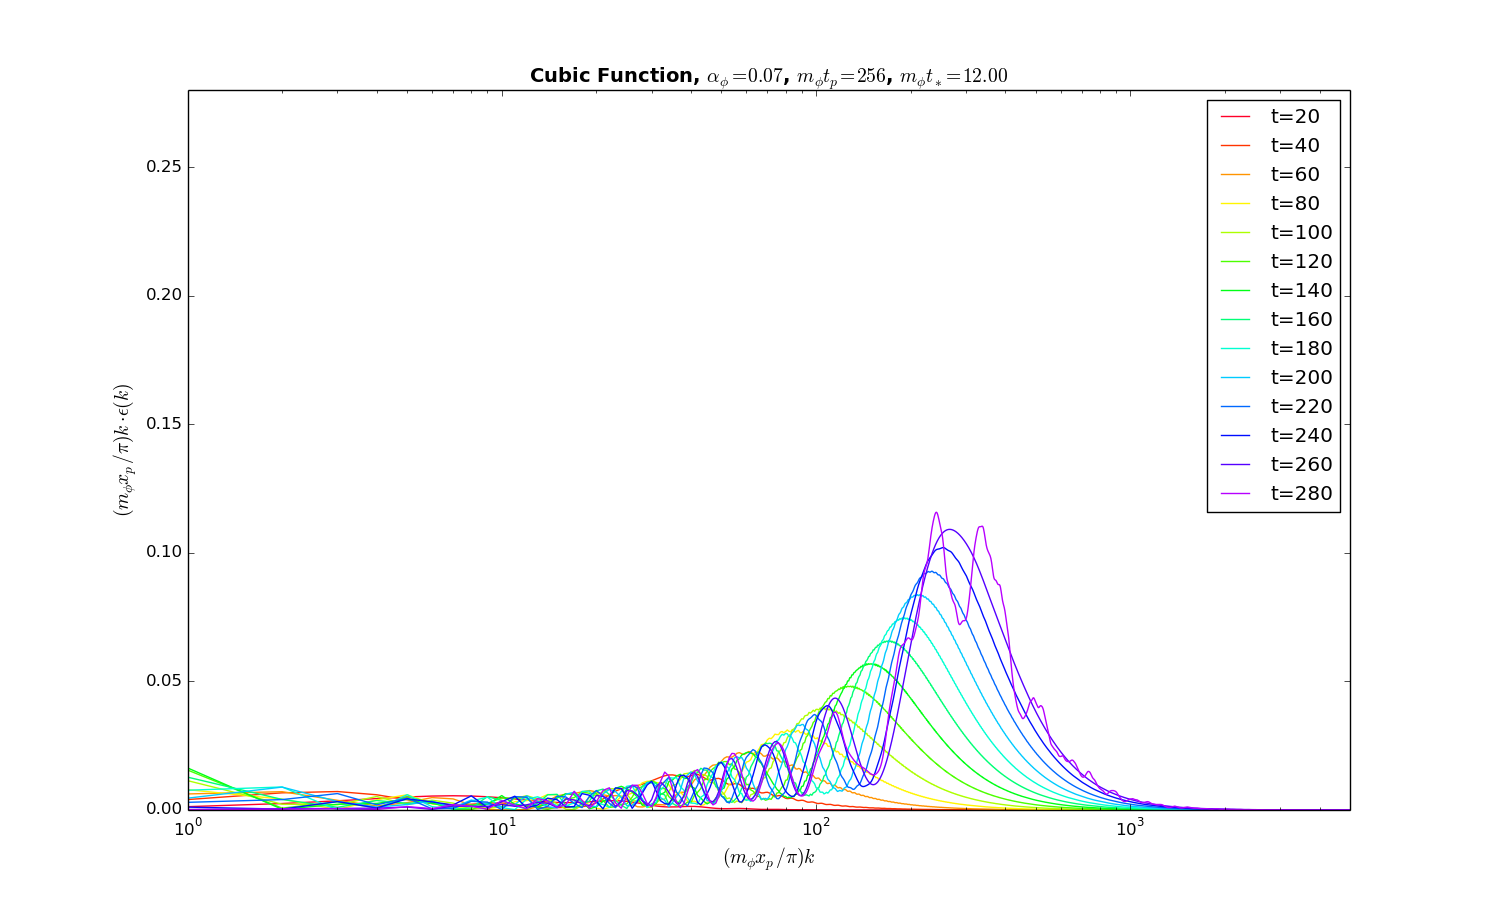 Cubic Function, α_ϕ=0.07, m_ϕt_p=256, m_ϕt_*=12.00
t=20
t=40
t=60
t=80
t=100
t=120
t=140
t=160
t=180
t=200
t=220
t=240
t=260
t=280
0.25
0.20
0.15
0.10
0.05
0.00
(m_ϕx_p/π)k·ϵ(k)
10^0
10^1
10^2
10^3
(m_ϕx_p/π)k